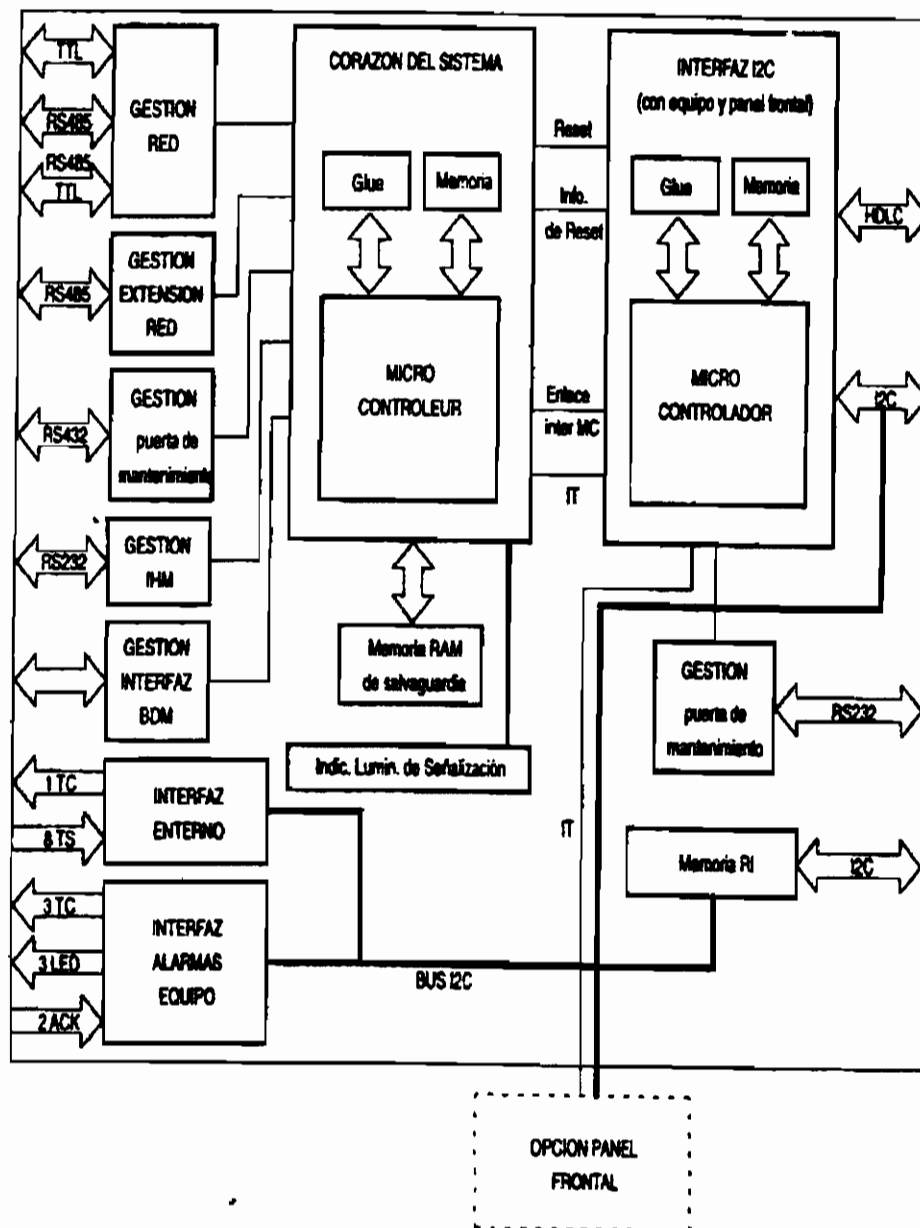 TTL
RS485
RS485
TTL
GESTION
RED
RS485
GESTION
EXTENSION
RED
RS432
GESTION
puerta de
mantenimiento
RS232
GESTION
IHM
GESTION
INTERFAZ
BDM
1 TC
8 TS
INTERFAZ
ENTERNO
3 TC
3 LED
2 ACK
INTERFAZ
ALARMAS
EQUIPO
CORAZON DEL SISTEMA
Glue
Memoria
MICRO
CONTROLEUR
Memoria RAM
de salvaguardia
Indic. Lumin. de Señalización
Reset
Info.
de Reset
Enlace
inter MC
IT
INTERFAZ I2C
(con equipo y panel frontal)
Glue
Memoria
MICRO
CONTROLADOR
HDLC
I2C
GESTION
puerta de
mantenimiento
RS232
IT
Memoria RI
I2C
BUS I2C
OPCION PANEL
FRONTAL